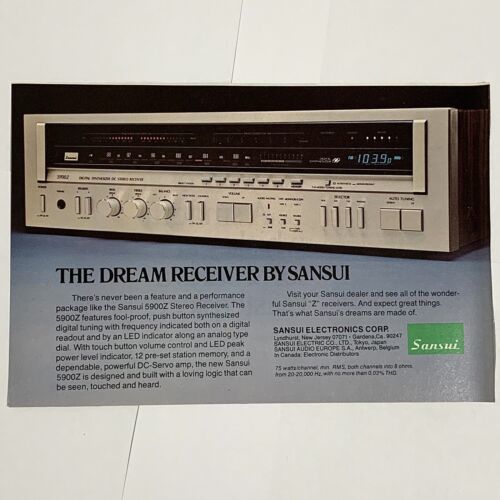 Sansui
FM 103.9
5900Z DIGITAL SYNTHESIZER DC STEREO RECEIVER
VOLUME
SELECTOR
AUTO TUNING
THE DREAM RECEIVER BY SANSUI
There's never been a feature and a performance
package like the Sansui 5900Z Stereo Receiver. The
5900Z features fool-proof, push button synthesized
digital tuning with frequency indicated both on a digital
readout and by an LED indicator along an analog type
dial. With touch button volume control and LED peak
power level indicator, 12 pre-set station memory, and a
dependable, powerful DC-Servo amp, the new Sansui
5900Z is designed and built with a loving logic that can
be seen, touched and heard.
Visit your Sansui dealer and see all of the wonder-
ful Sansui "Z" receivers. And expect great things.
That's what Sansui's dreams are made of.
SANSUI ELECTRONICS CORP.
Lyndhurst, New Jersey 07071 • Gardena, Ca. 90247
SANSUI ELECTRIC CO., LTD., Tokyo, Japan
SANSUI AUDIO EUROPE S.A., Antwerp, Belgium
In Canada: Electronic Distributors
Sansui
75 watts/channel, min. RMS, both channels into 8 ohms,
from 20-20,000 Hz, with no more than 0.03% THD.